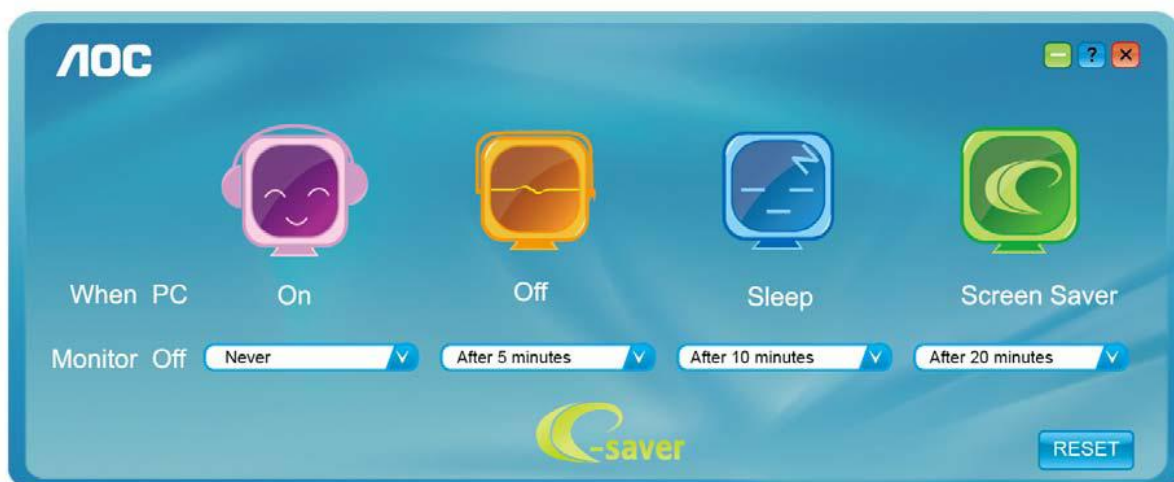 AOC
?
When PC On Off Sleep Screen Saver
Monitor Off Never After 5 minutes After 10 minutes After 20 minutes
e-saver
RESET